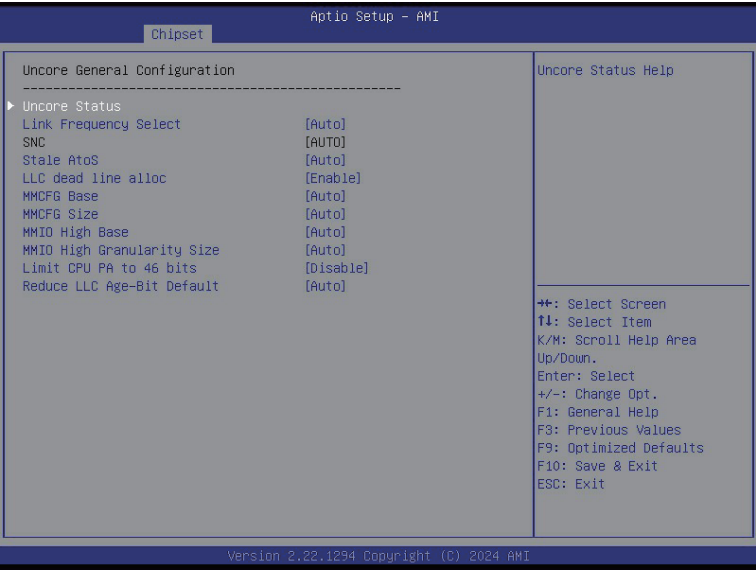 Aptio Setup – AMI
Chipset
Uncore General Configuration
--------------------------------------------------
Uncore Status
Link Frequency Select [Auto]
SNC [AUTO]
Stale AtoS [Auto]
LLC dead line alloc [Enable]
MMCFG Base [Auto]
MMCFG Size [Auto]
MMIO High Base [Auto]
MMIO High Granularity Size [Auto]
Limit CPU PA to 46 bits [Disable]
Reduce LLC Age-Bit Default [Auto]
Uncore Status Help
→←: Select Screen
↑↓: Select Item
K/M: Scroll Help Area
Up/Down.
Enter: Select
+/-: Change Opt.
F1: General Help
F3: Previous Values
F9: Optimized Defaults
F10: Save & Exit
ESC: Exit
Version 2.22.1294 Copyright (C) 2024 AMI